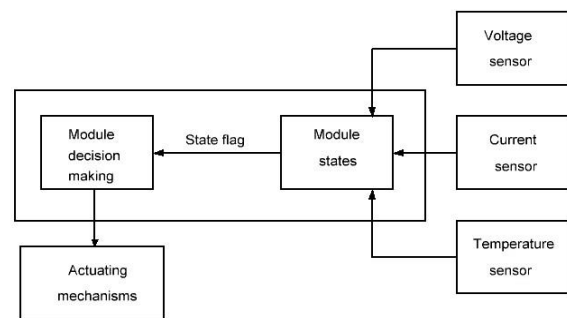 Voltage
sensor
Module
decision
making
State flag
Module
states
Current
sensor
Actuating
mechanisms
Temperature
sensor